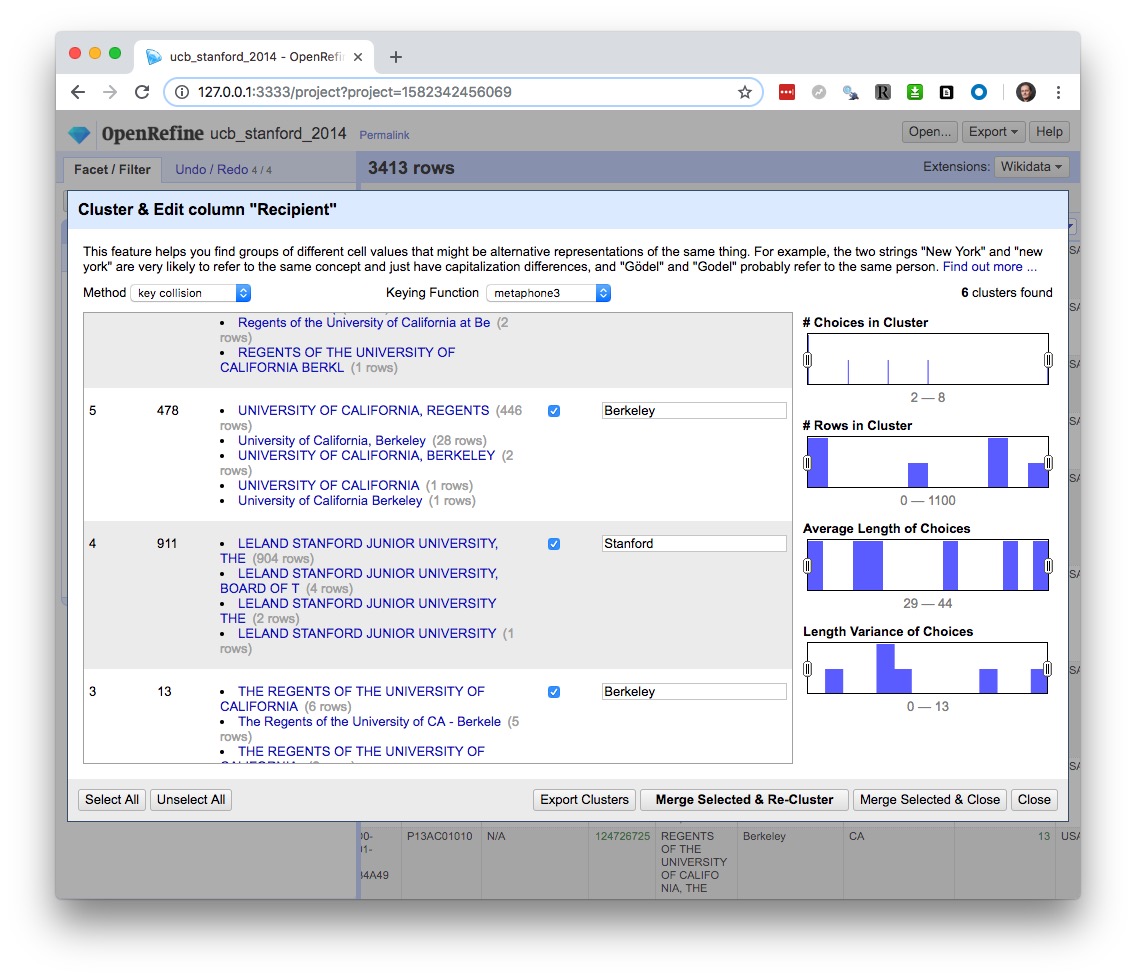 ucb_stanford_2014 - OpenRefin
127.0.0.1:3333/project?project=1582342456069
OpenRefine ucb_stanford_2014 Permalink
Open... Export Help
Facet / Filter Undo / Redo 4 / 4 3413 rows Extensions: Wikidata
Cluster & Edit column "Recipient"
This feature helps you find groups of different cell values that might be alternative representations of the same thing. For example, the two strings "New York" and "new
york" are very likely to refer to the same concept and just have capitalization differences, and "Gödel" and "Godel" probably refer to the same person. Find out more ...
Method key collision Keying Function metaphone3 6 clusters found
• Regents of the University of California at Be (2
rows)
• REGENTS OF THE UNIVERSITY OF
CALIFORNIA BERKL (1 rows)
5 478 • UNIVERSITY OF CALIFORNIA, REGENTS (446 Berkeley
rows)
• University of California, Berkeley (28 rows)
• UNIVERSITY OF CALIFORNIA, BERKELEY (2
rows)
• UNIVERSITY OF CALIFORNIA (1 rows)
• University of California Berkeley (1 rows)
4 911 • LELAND STANFORD JUNIOR UNIVERSITY, Stanford
THE (904 rows)
• LELAND STANFORD JUNIOR UNIVERSITY,
BOARD OF T (4 rows)
• LELAND STANFORD JUNIOR UNIVERSITY
THE (2 rows)
• LELAND STANFORD JUNIOR UNIVERSITY (1
rows)
3 13 • THE REGENTS OF THE UNIVERSITY OF Berkeley
CALIFORNIA (6 rows)
• The Regents of the University of CA - Berkele (5
rows)
• THE REGENTS OF THE UNIVERSITY OF
# Choices in Cluster
2 — 8
# Rows in Cluster
0 — 1100
Average Length of Choices
29 — 44
Length Variance of Choices
0 — 13
Select All Unselect All Export Clusters Merge Selected & Re-Cluster Merge Selected & Close Close
P13AC01010 N/A 124726725 REGENTS Berkeley CA 13 USA
OF THE
UNIVERSITY
34A49 OF CALIFO
NIA, THE